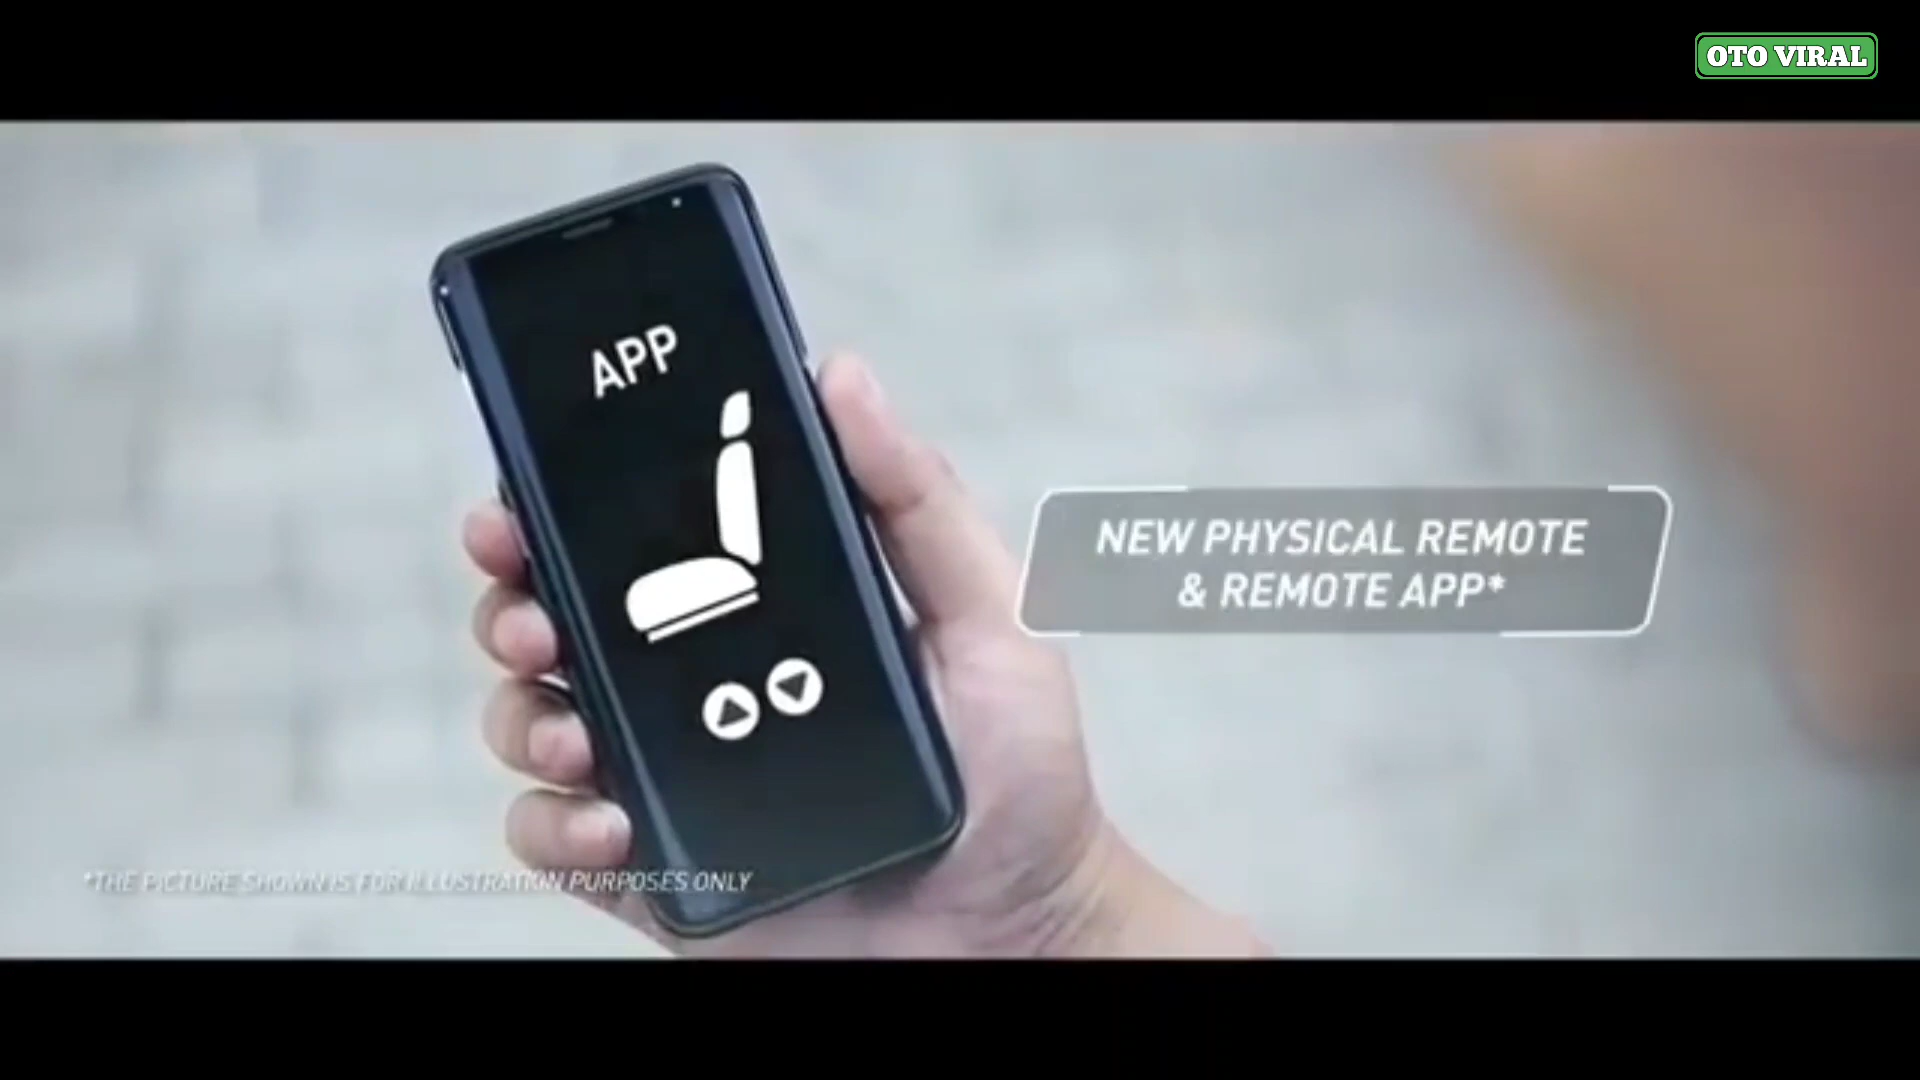 OTO VIRAL
APP
NEW PHYSICAL REMOTE
& REMOTE APP*
*THE PICTURE SHOWN IS FOR ILLUSTRATION PURPOSES ONLY